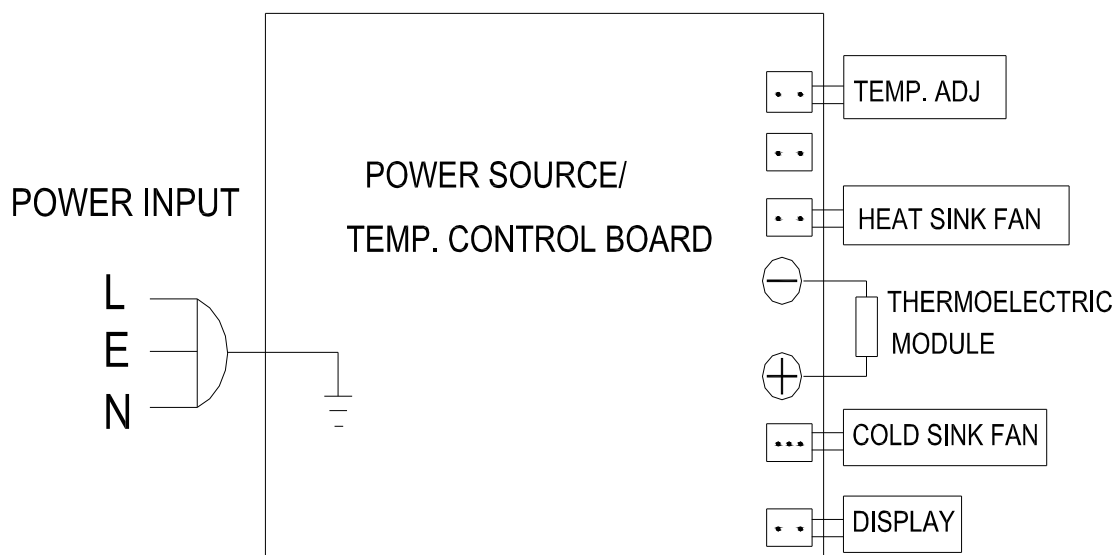 POWER INPUT
L
E
N
POWER SOURCE/
TEMP. CONTROL BOARD
TEMP. ADJ
HEAT SINK FAN
THERMOELECTRIC
MODULE
COLD SINK FAN
DISPLAY